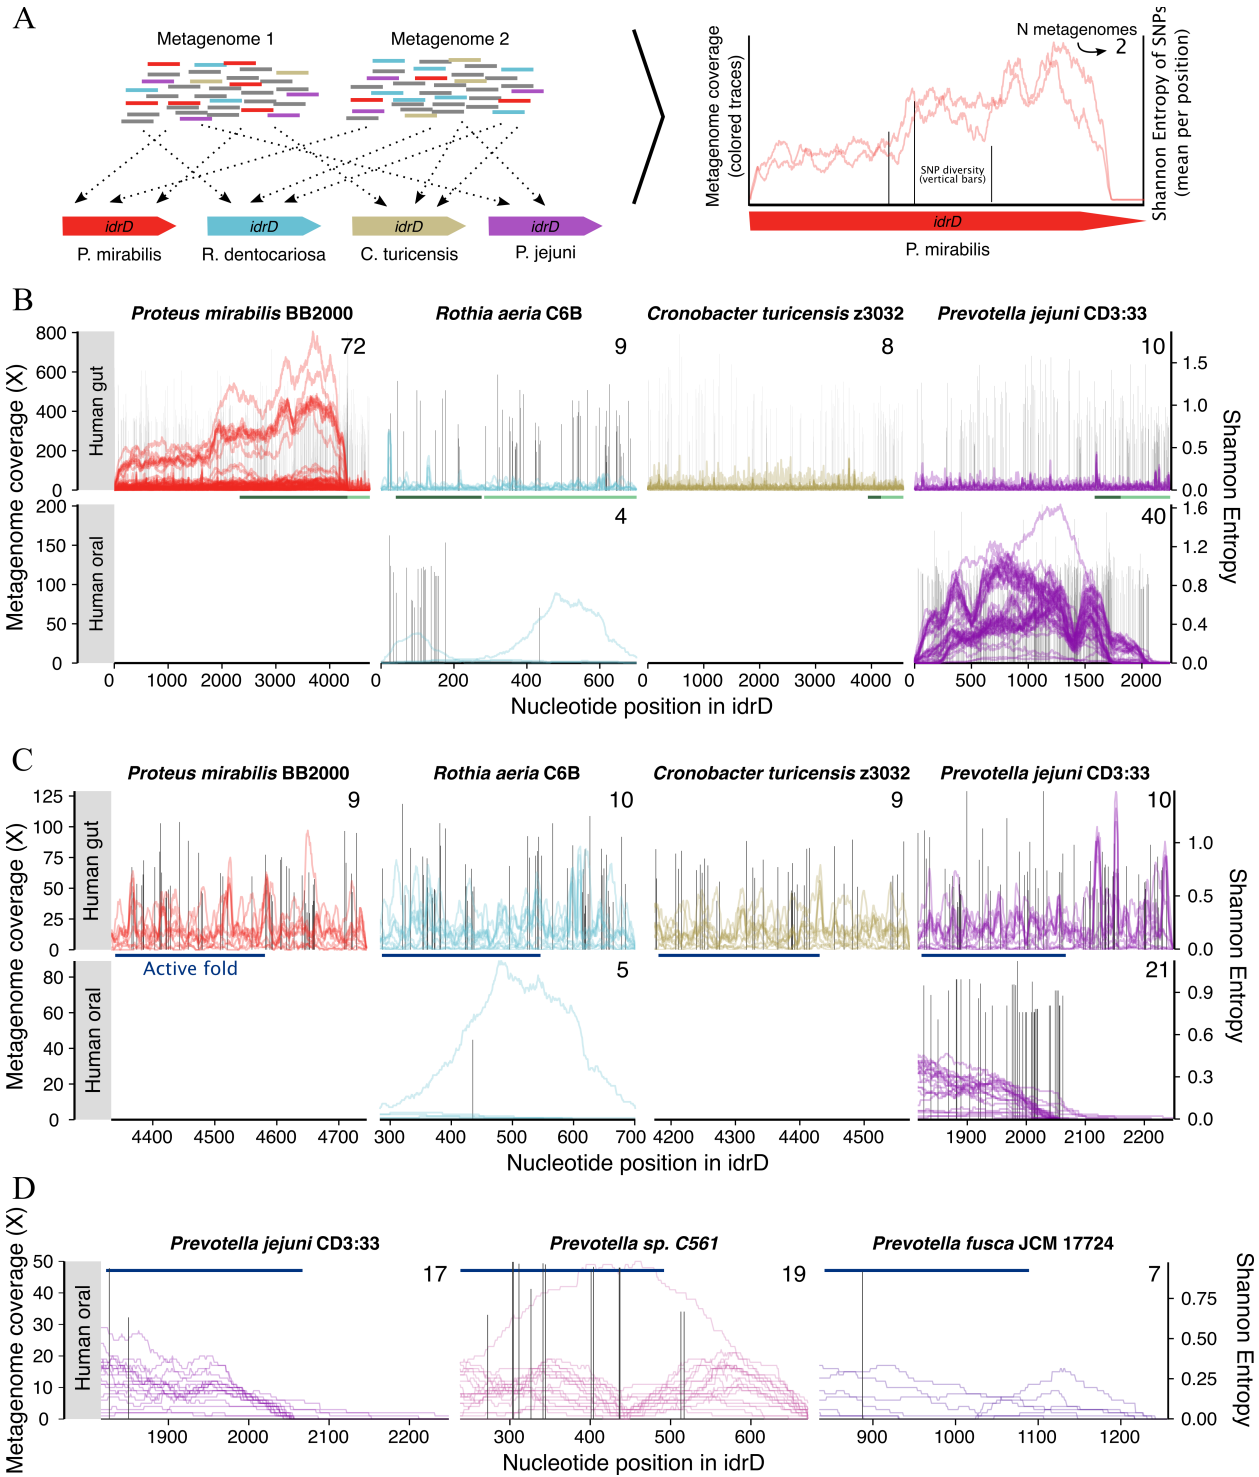 A
Metagenome 1
Metagenome 2
idrD
idrD
idrD
idrD
P. mirabilis
R. dentocariosa
C. turicensis
P. jejuni
Metagenome coverage
(colored traces)
N metagenomes
2
SNP diversity
(vertical bars)
Shannon Entropy of SNPs
(mean per position)
idrD
P. mirabilis
B
Proteus mirabilis BB2000
Rothia aeria C6B
Cronobacter turicensis z3032
Prevotella jejuni CD3:33
Metagenome coverage (X)
Human gut
800
600
400
200
0
72
9
8
10
1.5
1.0
0.5
0.0
Human oral
200
150
100
50
0
4
40
1.6
1.2
0.8
0.4
0.0
Shannon Entropy
0 1000 2000 3000 4000
0 200 400 600
0 1000 2000 3000 4000
0 500 1000 1500 2000
Nucleotide position in idrD
C
Proteus mirabilis BB2000
Rothia aeria C6B
Cronobacter turicensis z3032
Prevotella jejuni CD3:33
Metagenome coverage (X)
Human gut
125
100
75
50
25
0
9
10
9
10
1.0
0.5
0.0
Active fold
Human oral
80
60
40
20
0
5
21
0.9
0.6
0.3
0.0
Shannon Entropy
4400 4500 4600 4700
300 400 500 600 700
4200 4300 4400 4500
1900 2000 2100 2200
Nucleotide position in idrD
D
Prevotella jejuni CD3:33
Prevotella sp. C561
Prevotella fusca JCM 17724
Metagenome coverage (X)
Human oral
50
40
30
20
10
0
17
19
7
0.75
0.50
0.25
0.00
Shannon Entropy
1900 2000 2100 2200
300 400 500 600
900 1000 1100 1200
Nucleotide position in idrD